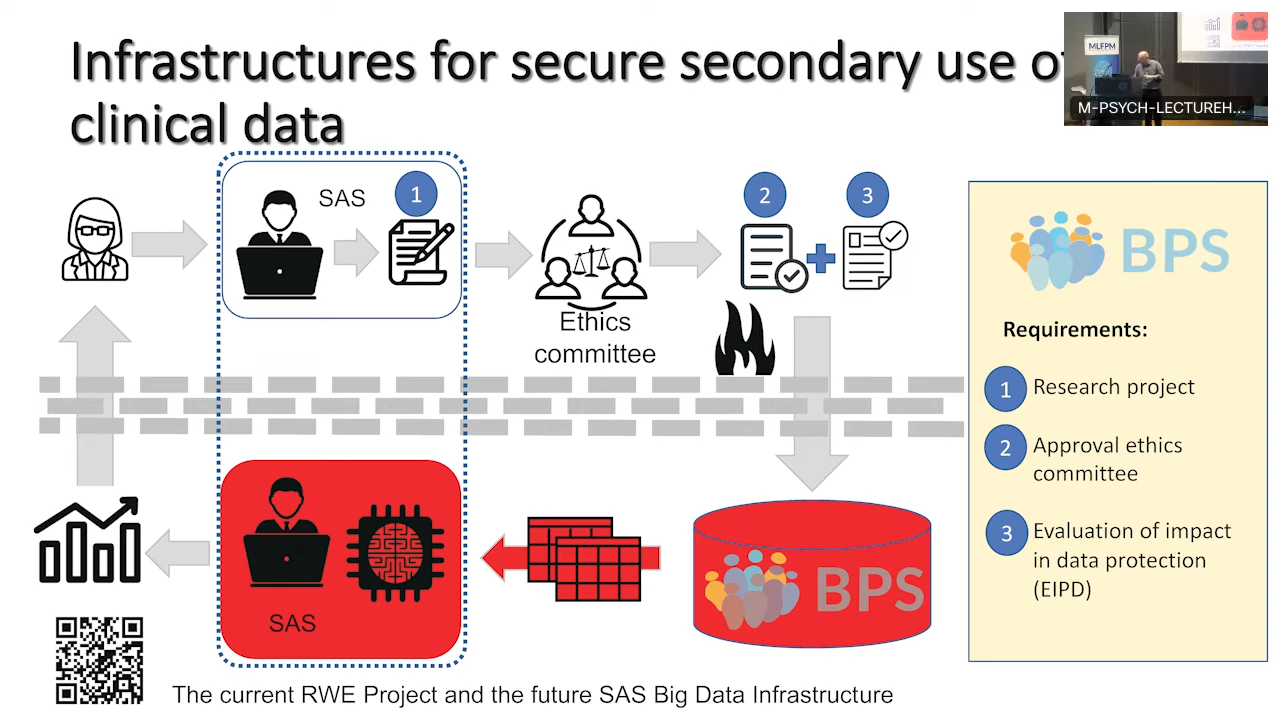 Infrastructures for secondary use of
clinical data
MLFPM
M-PSYCH-LECTUREH...
SAS
1
2
3
Ethics
committee
BPS
Requirements:
1 Research project
2 Approval ethics
committee
3 Evaluation of impact
in data protection
(EIPD)
SAS
BPS
The current RWE Project and the future SAS Big Data Infrastructure